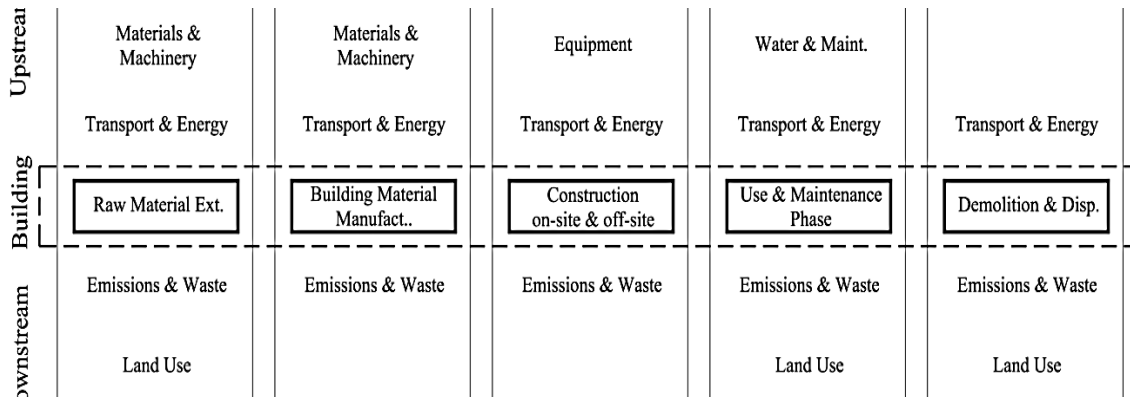 Upstream
Materials &
Machinery
Materials &
Machinery
Equipment
Water & Maint.
Transport & Energy
Transport & Energy
Transport & Energy
Transport & Energy
Transport & Energy
Building
Raw Material Ext.
Building Material
Manufact..
Construction
on-site & off-site
Use & Maintenance
Phase
Demolition & Disp.
ownstream
Emissions & Waste
Emissions & Waste
Emissions & Waste
Emissions & Waste
Emissions & Waste
Land Use
Land Use
Land Use